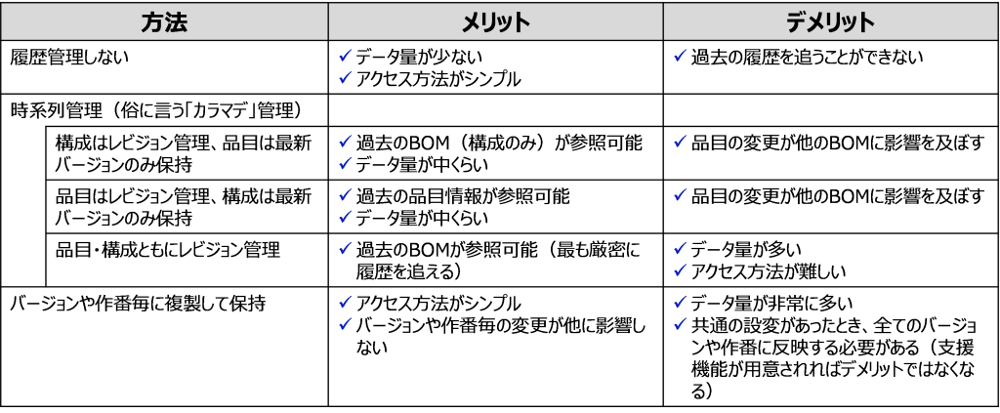 方法
メリット
デメリット
履歴管理しない
✓データ量が少ない
✓アクセス方法がシンプル
✓過去の履歴を追うことができない
時系列管理（俗に言う「カラマデ」管理）
構成はレビジョン管理、品目は最新
バージョンのみ保持
✓過去のBOM（構成のみ）が参照可能
✓データ量が中くらい
✓品目の変更が他のBOMに影響を及ぼす
品目はレビジョン管理、構成は最新
バージョンのみ保持
✓過去の品目情報が参照可能
✓データ量が中くらい
✓品目の変更が他のBOMに影響を及ぼす
品目・構成ともにレビジョン管理
✓過去のBOMが参照可能（最も厳密に
履歴を追える）
✓データ量が多い
✓アクセス方法が難しい
バージョンや作番毎に複製して保持
✓アクセス方法がシンプル
✓バージョンや作番毎の変更が他に影響し
ない
✓データ量が非常に多い
✓共通の設変があったとき、全てのバージョ
ンや作番に反映する必要がある（支援
機能が用意されればデメリットではなくな
る）